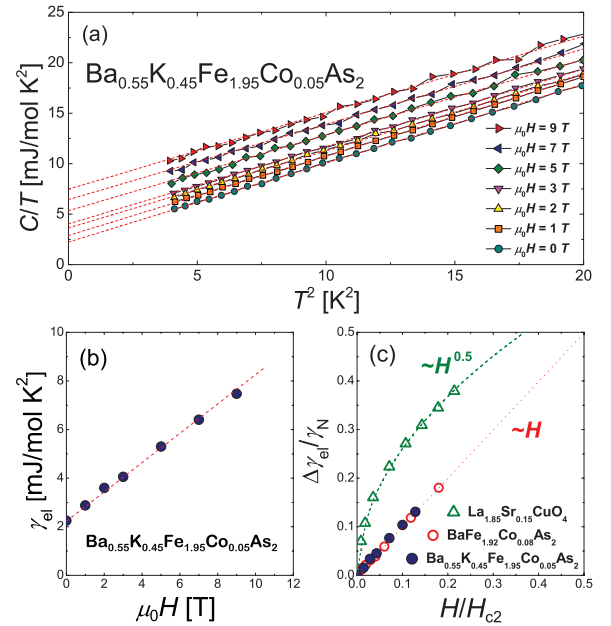 (a)
Ba0.55K0.45Fe1.95Co0.05As2
C/T [mJ/mol K2]
25
20
15
10
5
0
μ0H = 9 T
μ0H = 7 T
μ0H = 5 T
μ0H = 3 T
μ0H = 2 T
μ0H = 1 T
μ0H = 0 T
0 5 10 15 20
T2 [K2]
(b)
γel [mJ/mol K2]
10
8
6
4
2
0
Ba0.55K0.45Fe1.95Co0.05As2
0 2 4 6 8 10 12
μ0H [T]
(c)
Δγel/γN
0.5
0.4
0.3
0.2
0.1
0.0
~H0.5
~H
La1.85Sr0.15CuO4
BaFe1.92Co0.08As2
Ba0.55K0.45Fe1.95Co0.05As2
0.0 0.1 0.2 0.3 0.4 0.5
H/Hc2